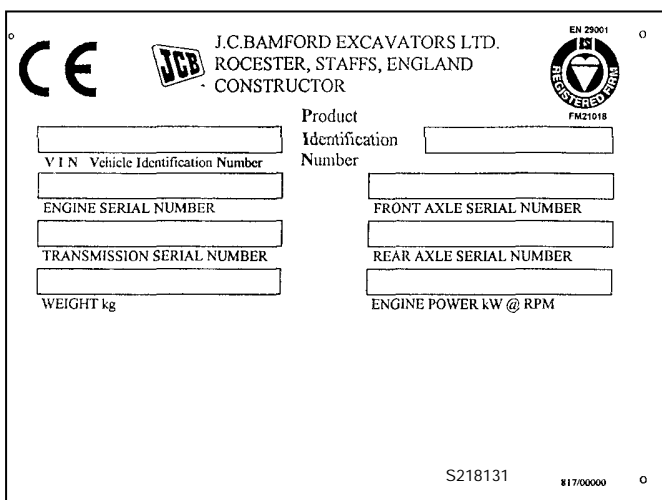 CE
JCB
J.C.BAMFORD EXCAVATORS LTD.
ROCESTER, STAFFS, ENGLAND
CONSTRUCTOR
EN 29001
REGISTERED FIRM
FM21018
Product
Identification
Number
V I N Vehicle Identification Number
ENGINE SERIAL NUMBER
FRONT AXLE SERIAL NUMBER
TRANSMISSION SERIAL NUMBER
REAR AXLE SERIAL NUMBER
WEIGHT kg
ENGINE POWER kW @ RPM
S218131
817/00000